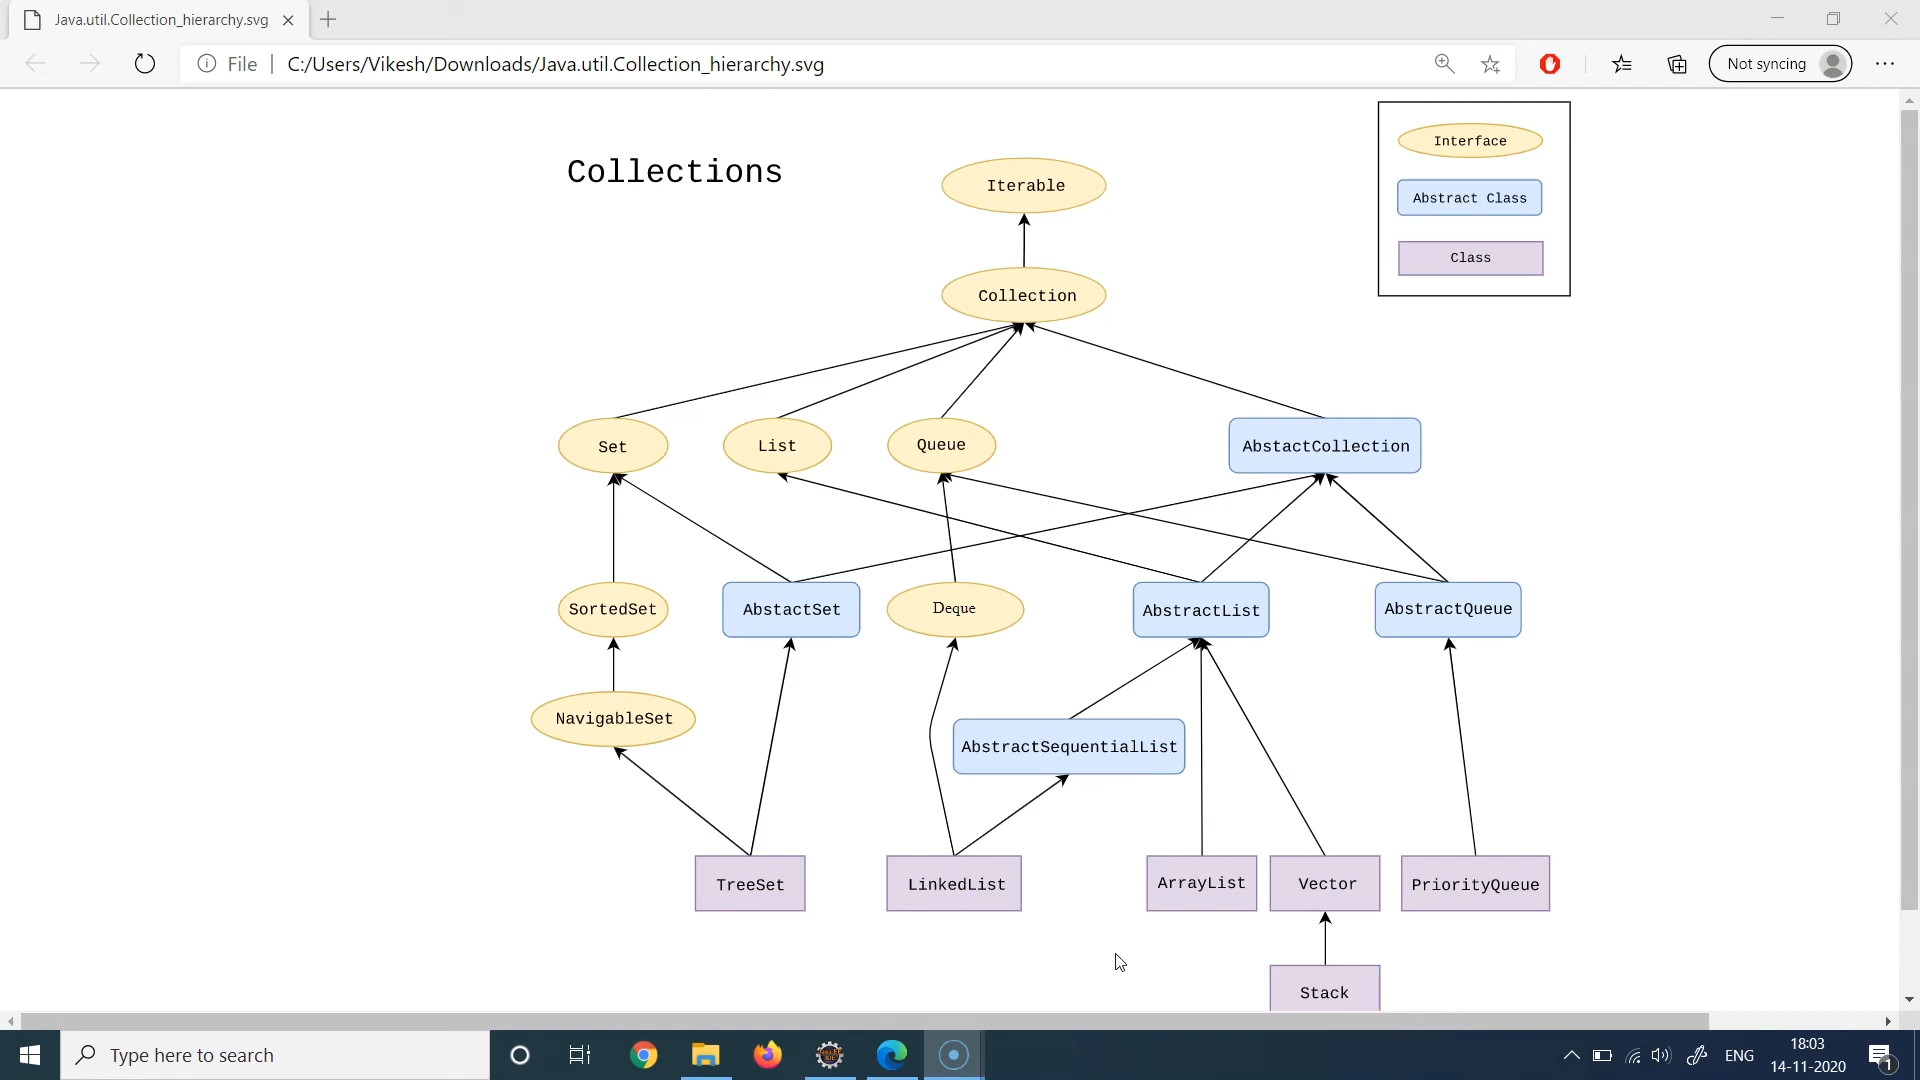 Java.util.Collection_hierarchy.svg
File
C:/Users/Vikesh/Downloads/Java.util.Collection_hierarchy.svg
Not syncing
Collections
Iterable
Interface
Abstract Class
Class
Collection
Set
List
Queue
AbstactCollection
SortedSet
AbstactSet
Deque
AbstractList
AbstractQueue
NavigableSet
AbstractSequentialList
TreeSet
LinkedList
ArrayList
Vector
PriorityQueue
Stack
Type here to search
ENG
18:03
14-11-2020
1